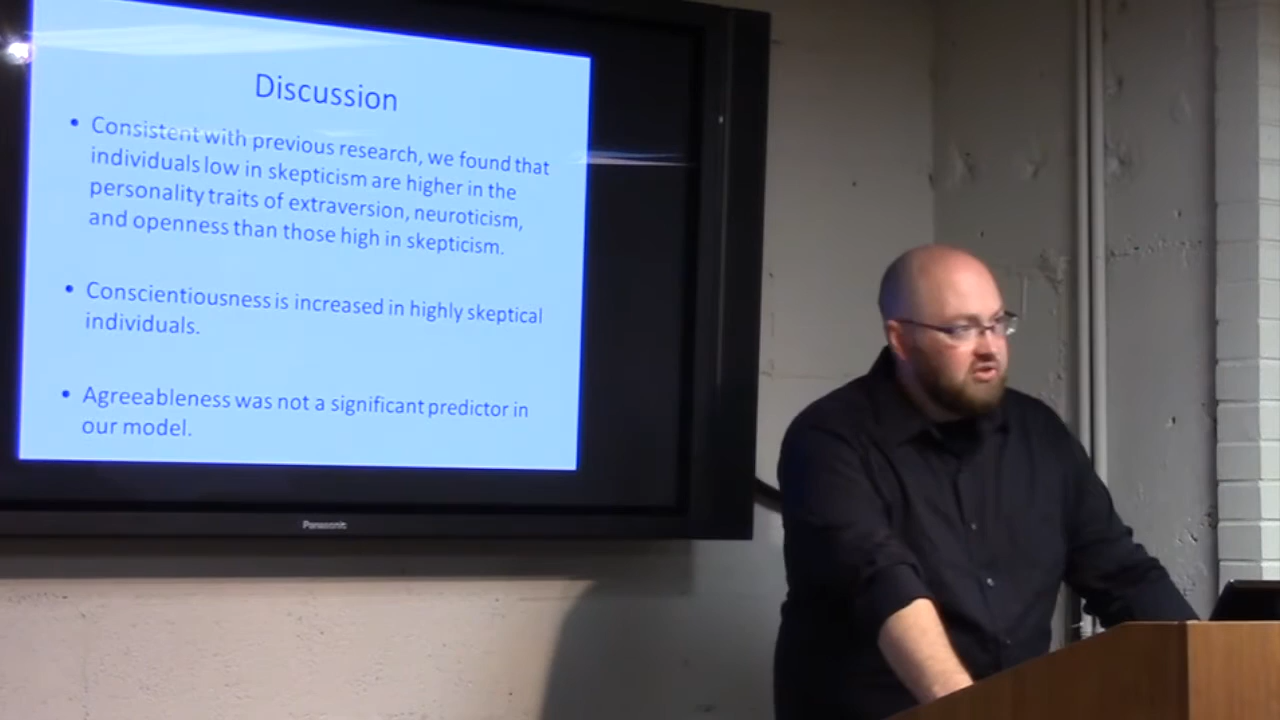 Discussion
• Consistent with previous research, we found that
individuals low in skepticism are higher in the
personality traits of extraversion, neuroticism,
and openness than those high in skepticism.
• Conscientiousness is increased in highly skeptical
individuals.
• Agreeableness was not a significant predictor in
our model.
Panasonic